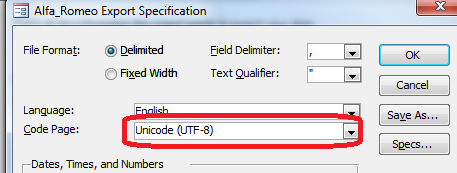 Alfa_Romeo Export Specification
File Format: Delimited Field Delimiter: , OK
Fixed Width Text Qualifier: " Cancel
Language: English Save As...
Code Page: Unicode (UTF-8) Specs...
Dates, Times, and Numbers